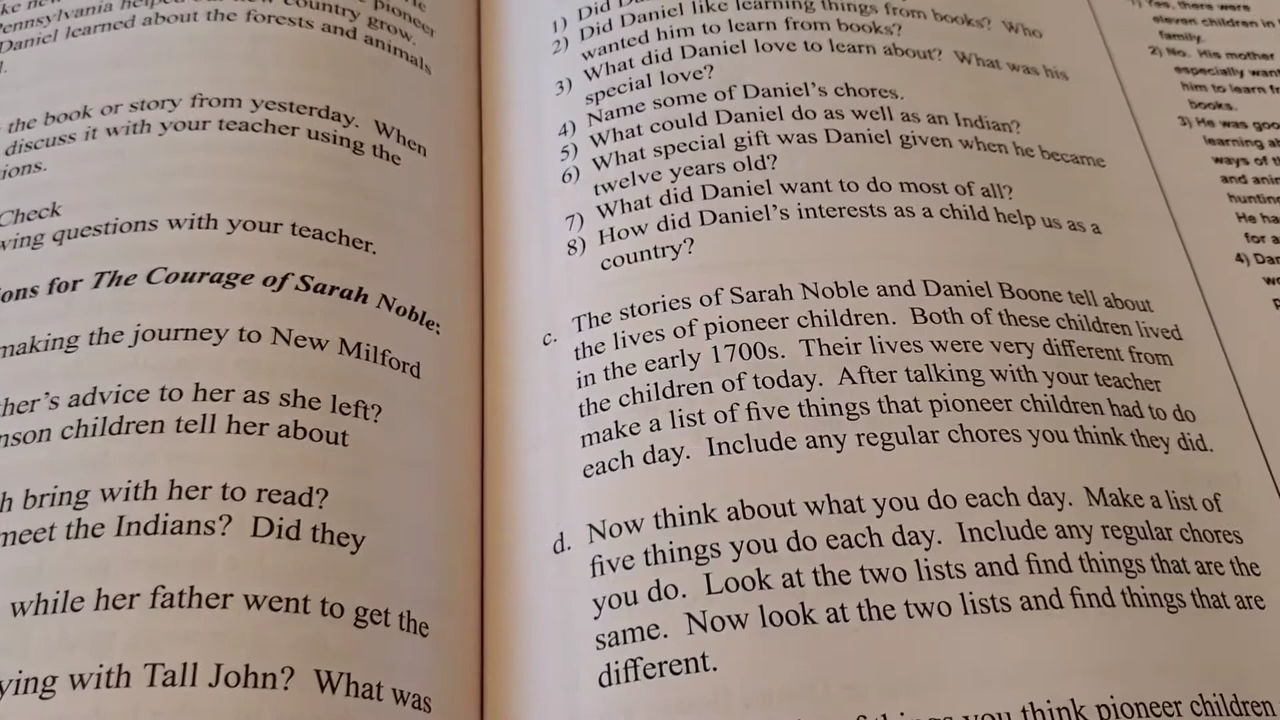 pioneer
country grow.
Daniel learned about the forests and animals
the book or story from yesterday. When
discuss it with your teacher using the
Check
questions with your teacher.
for The Courage of Sarah Noble:
making the journey to New Milford
advice to her as she left?
children tell her about
bring with her to read?
meet the Indians? Did they
while her father went to get the
with Tall John? What was
1) Did
2) Did Daniel like learning things from books? Who
wanted him to learn from books?
3) What did Daniel love to learn about? What was his
special love?
4) Name some of Daniel's chores.
5) What could Daniel do as well as an Indian?
6) What special gift was Daniel given when he became
twelve years old?
7) What did Daniel want to do most of all?
8) How did Daniel's interests as a child help us as a
country?
c. The stories of Sarah Noble and Daniel Boone tell about
the lives of pioneer children. Both of these children lived
in the early 1700s. Their lives were very different from
the children of today. After talking with your teacher
make a list of five things that pioneer children had to do
each day. Include any regular chores you think they did.
d. Now think about what you do each day. Make a list of
five things you do each day. Include any regular chores
you do. Look at the two lists and find things that are the
same. Now look at the two lists and find things that are
different.
you think pioneer children
1) Yes, there were
eleven children in
family.
2) No. His mother
especially
him to learn
books.
3) He was
learning
ways of
and
He
for a
4)